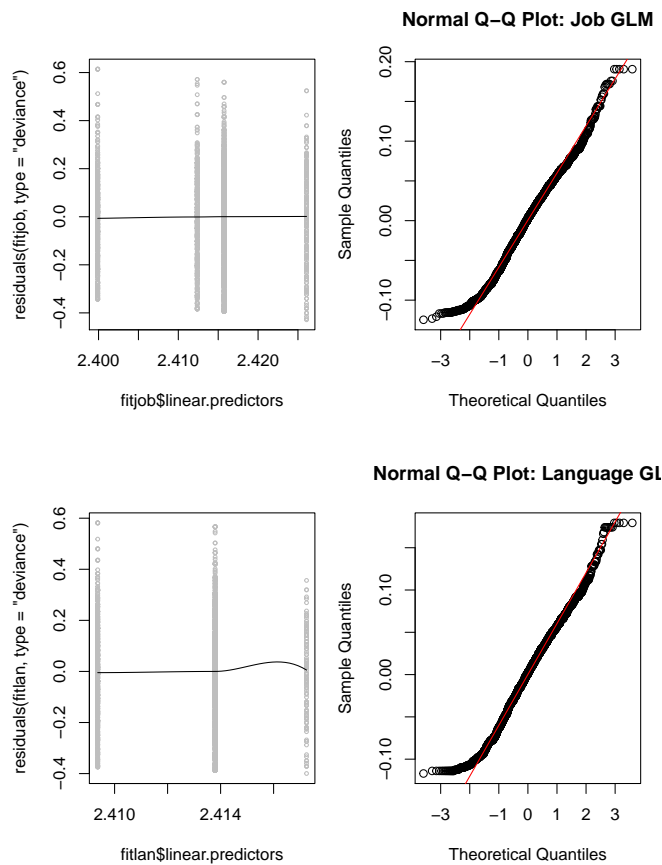 Normal Q−Q Plot: Job GLM
residuals(fitjob, type = "deviance")
0.6
0.4
0.2
0.0
−0.2
−0.4
2.400 2.410 2.420
fitjob$linear.predictors
Sample Quantiles
0.20
0.10
0.00
−0.10
−3 −1 0 1 2 3
Theoretical Quantiles
Normal Q−Q Plot: Language GL
residuals(fitlan, type = "deviance")
0.6
0.4
0.2
0.0
−0.2
−0.4
2.410 2.414
fitlan$linear.predictors
Sample Quantiles
0.10
0.00
−0.10
−3 −1 0 1 2 3
Theoretical Quantiles